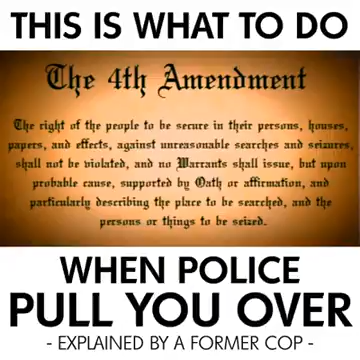 THIS IS WHAT TO DO
The 4th Amendment
The right of the people to be secure in their persons, houses,
papers, and effects, against unreasonable searches and seizures,
shall not be violated, and no Warrants shall issue, but upon
probable cause, supported by Oath or affirmation, and
particularly describing the place to be searched, and the
persons or things to be seized.
WHEN POLICE
PULL YOU OVER
- EXPLAINED BY A FORMER COP -